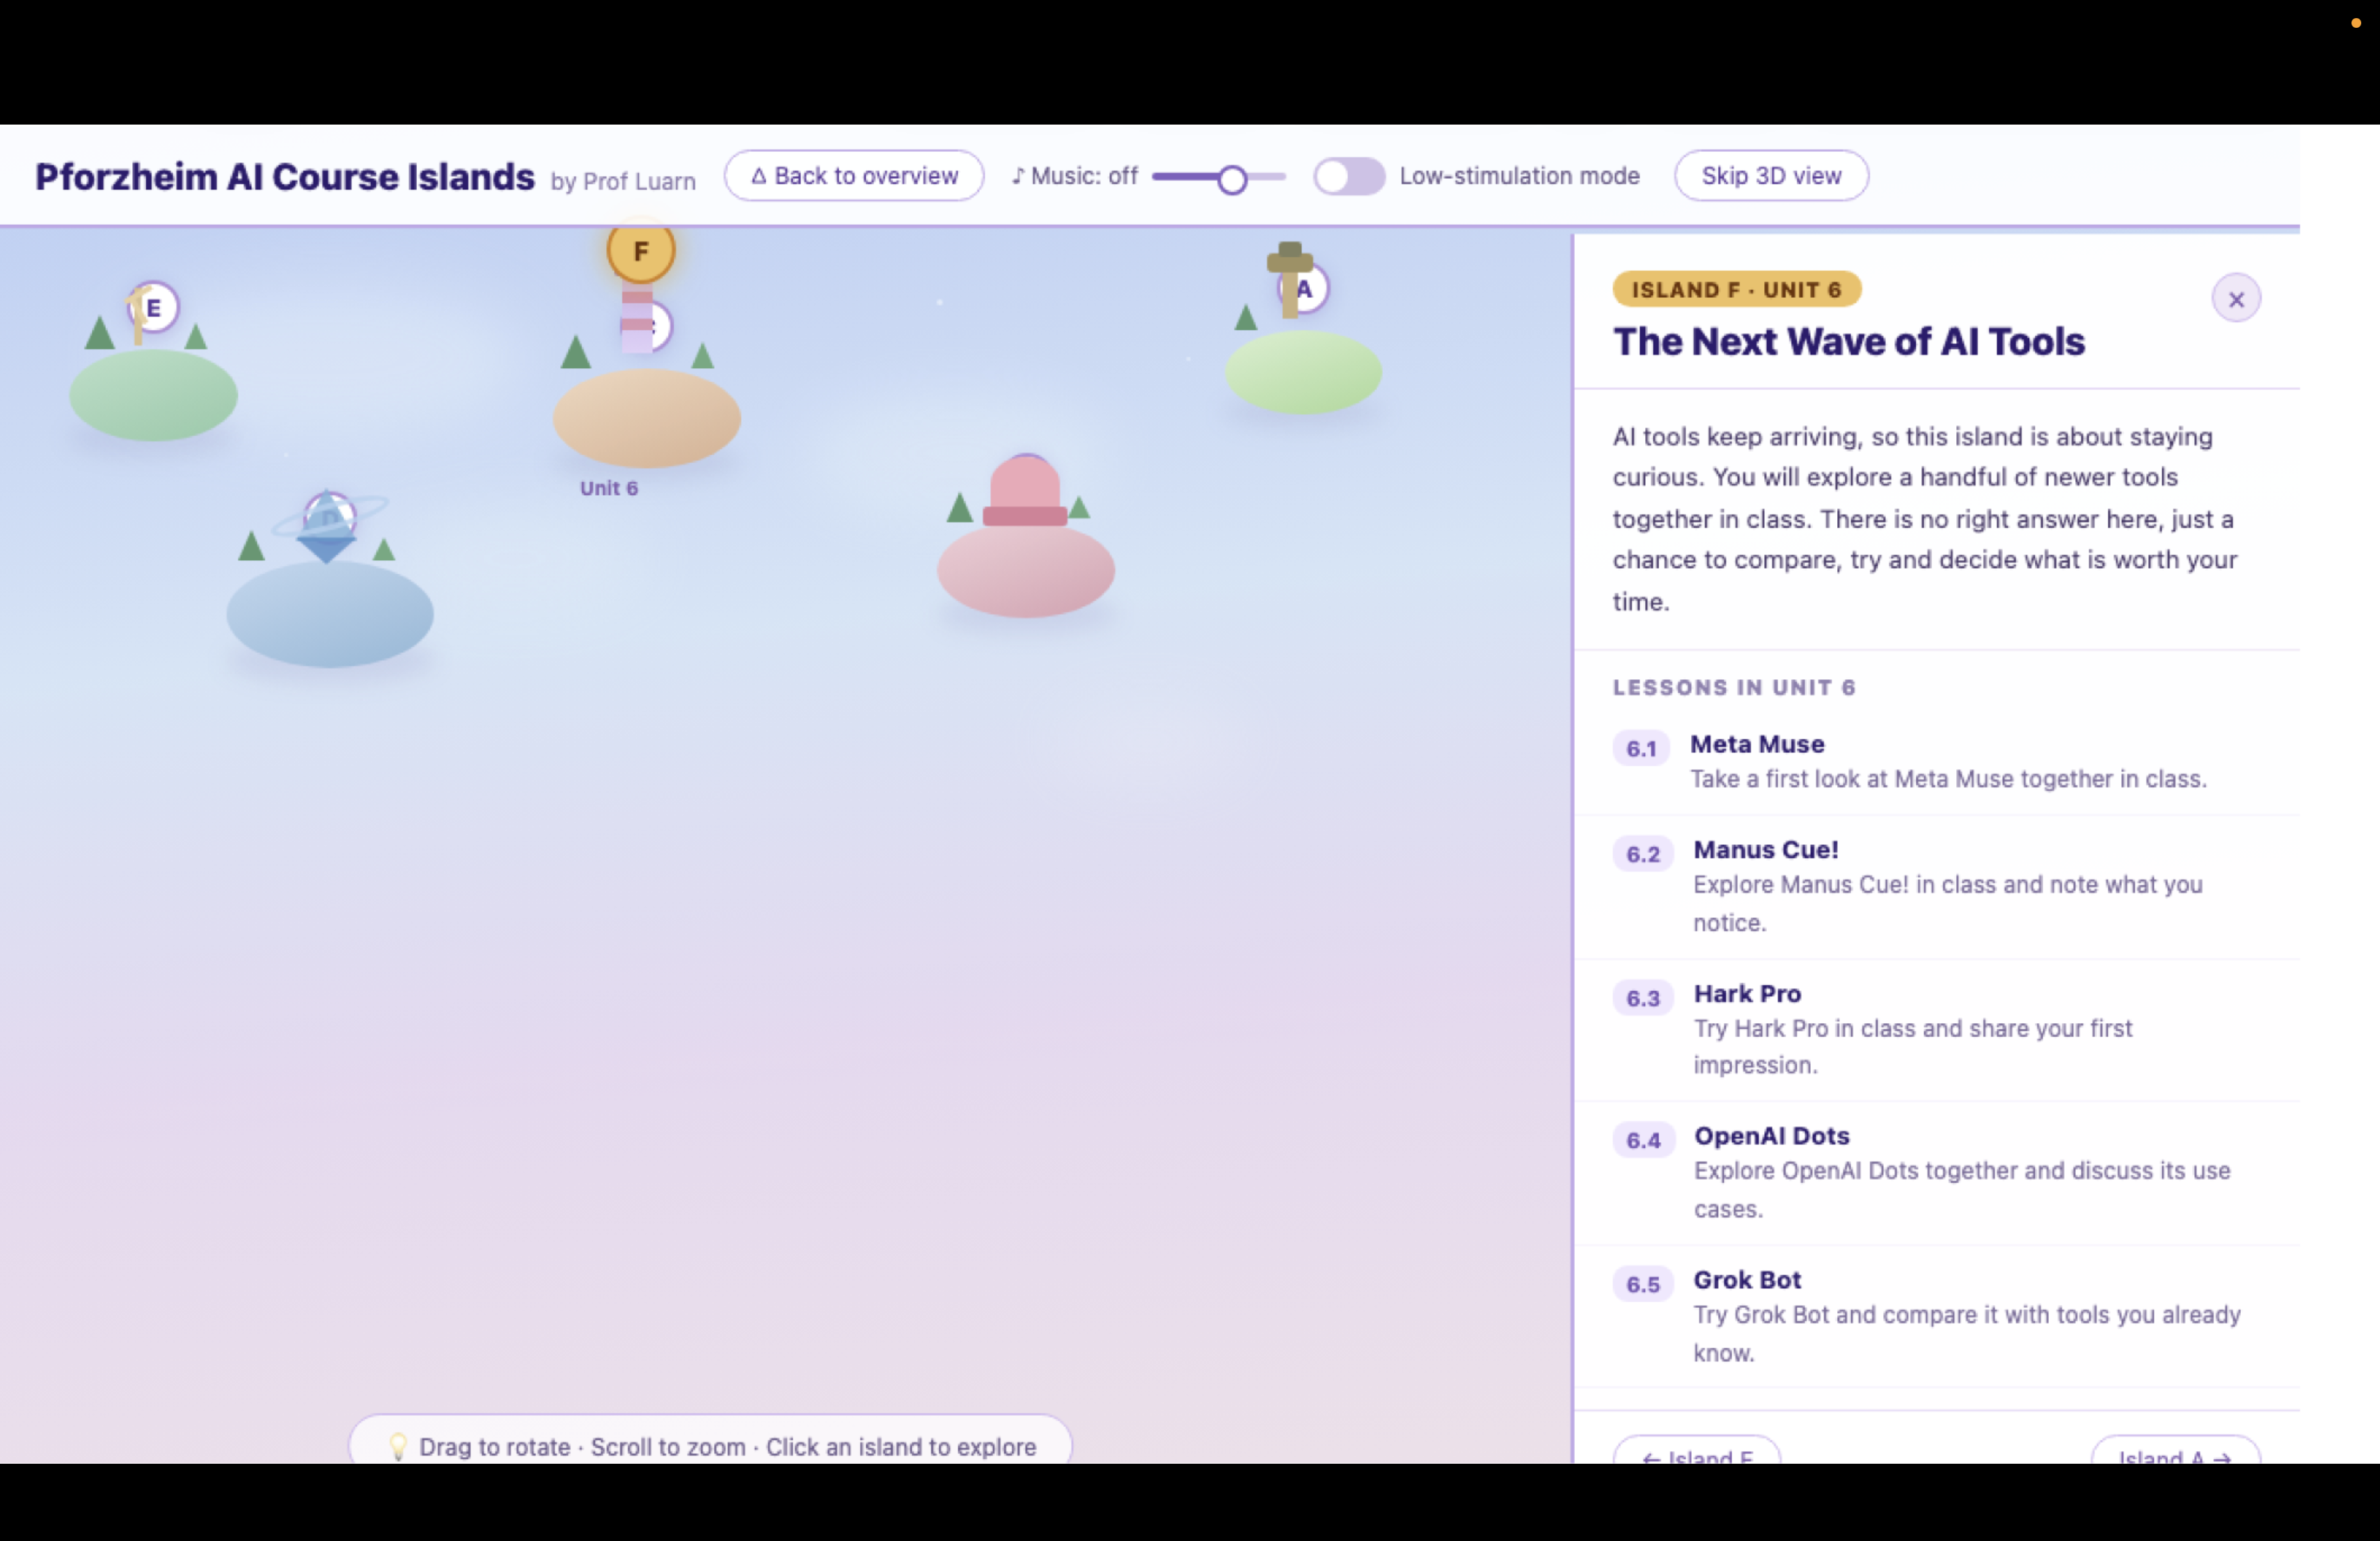 Pforzheim AI Course Islands by Prof Luarn
Back to overview
♪ Music: off
Low-stimulation mode
Skip 3D view
E
F
A
Unit 6
D
Drag to rotate · Scroll to zoom · Click an island to explore
ISLAND F · UNIT 6
×
The Next Wave of AI Tools
AI tools keep arriving, so this island is about staying
curious. You will explore a handful of newer tools
together in class. There is no right answer here, just a
chance to compare, try and decide what is worth your
time.
LESSONS IN UNIT 6
6.1 Meta Muse
Take a first look at Meta Muse together in class.
6.2 Manus Cue!
Explore Manus Cue! in class and note what you
notice.
6.3 Hark Pro
Try Hark Pro in class and share your first
impression.
6.4 OpenAI Dots
Explore OpenAI Dots together and discuss its use
cases.
6.5 Grok Bot
Try Grok Bot and compare it with tools you already
know.
← Island E
Island A →